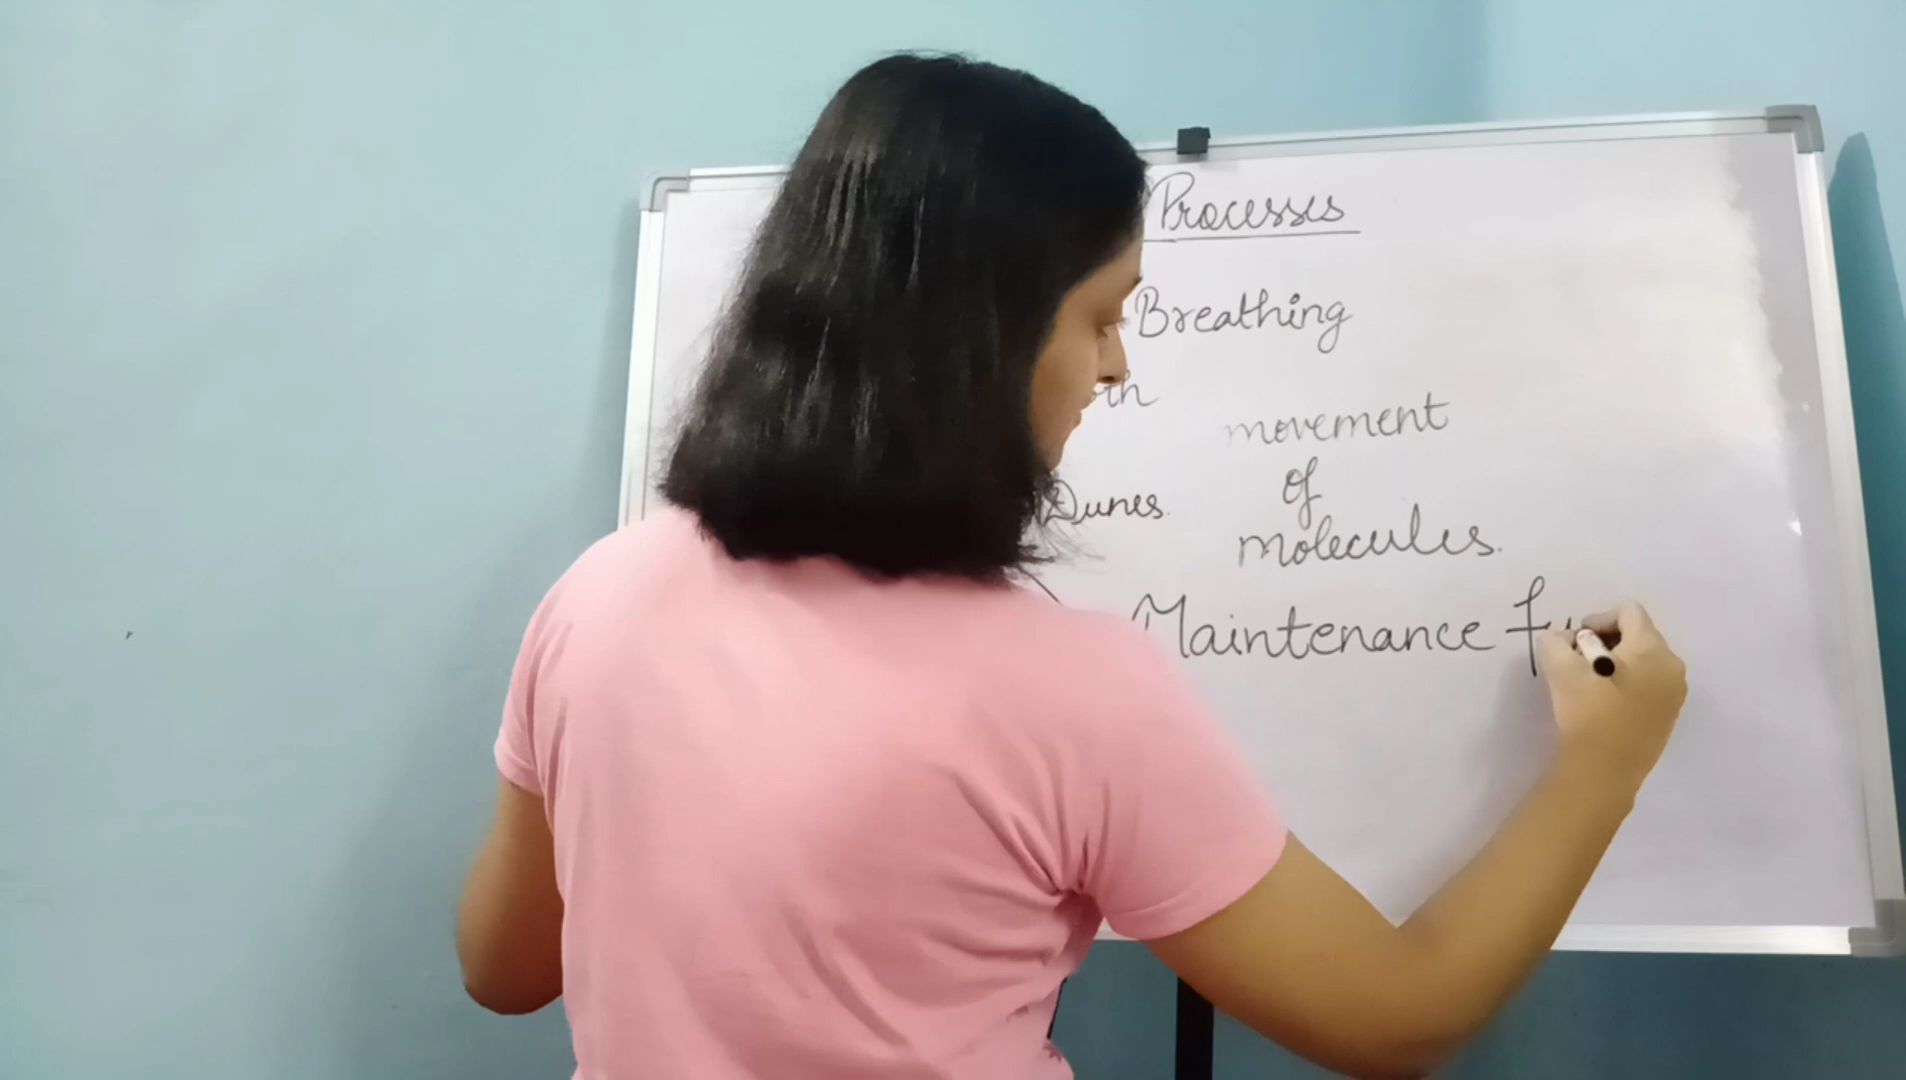 Processes
Breathing
movement
of
Dunes.
molecules.
Maintenance